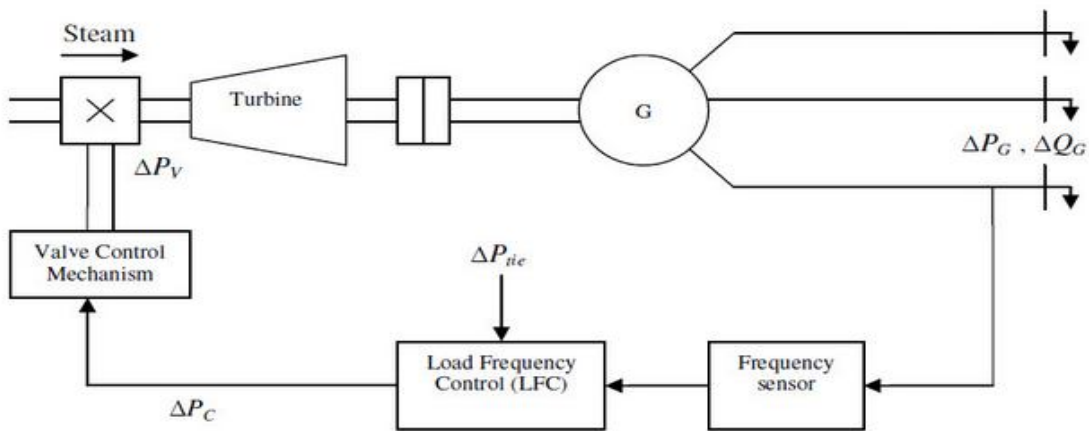 Steam
Turbine
G
ΔP_V
ΔP_G , ΔQ_G
Valve Control
Mechanism
ΔP_tie
Load Frequency
Control (LFC)
Frequency
sensor
ΔP_C